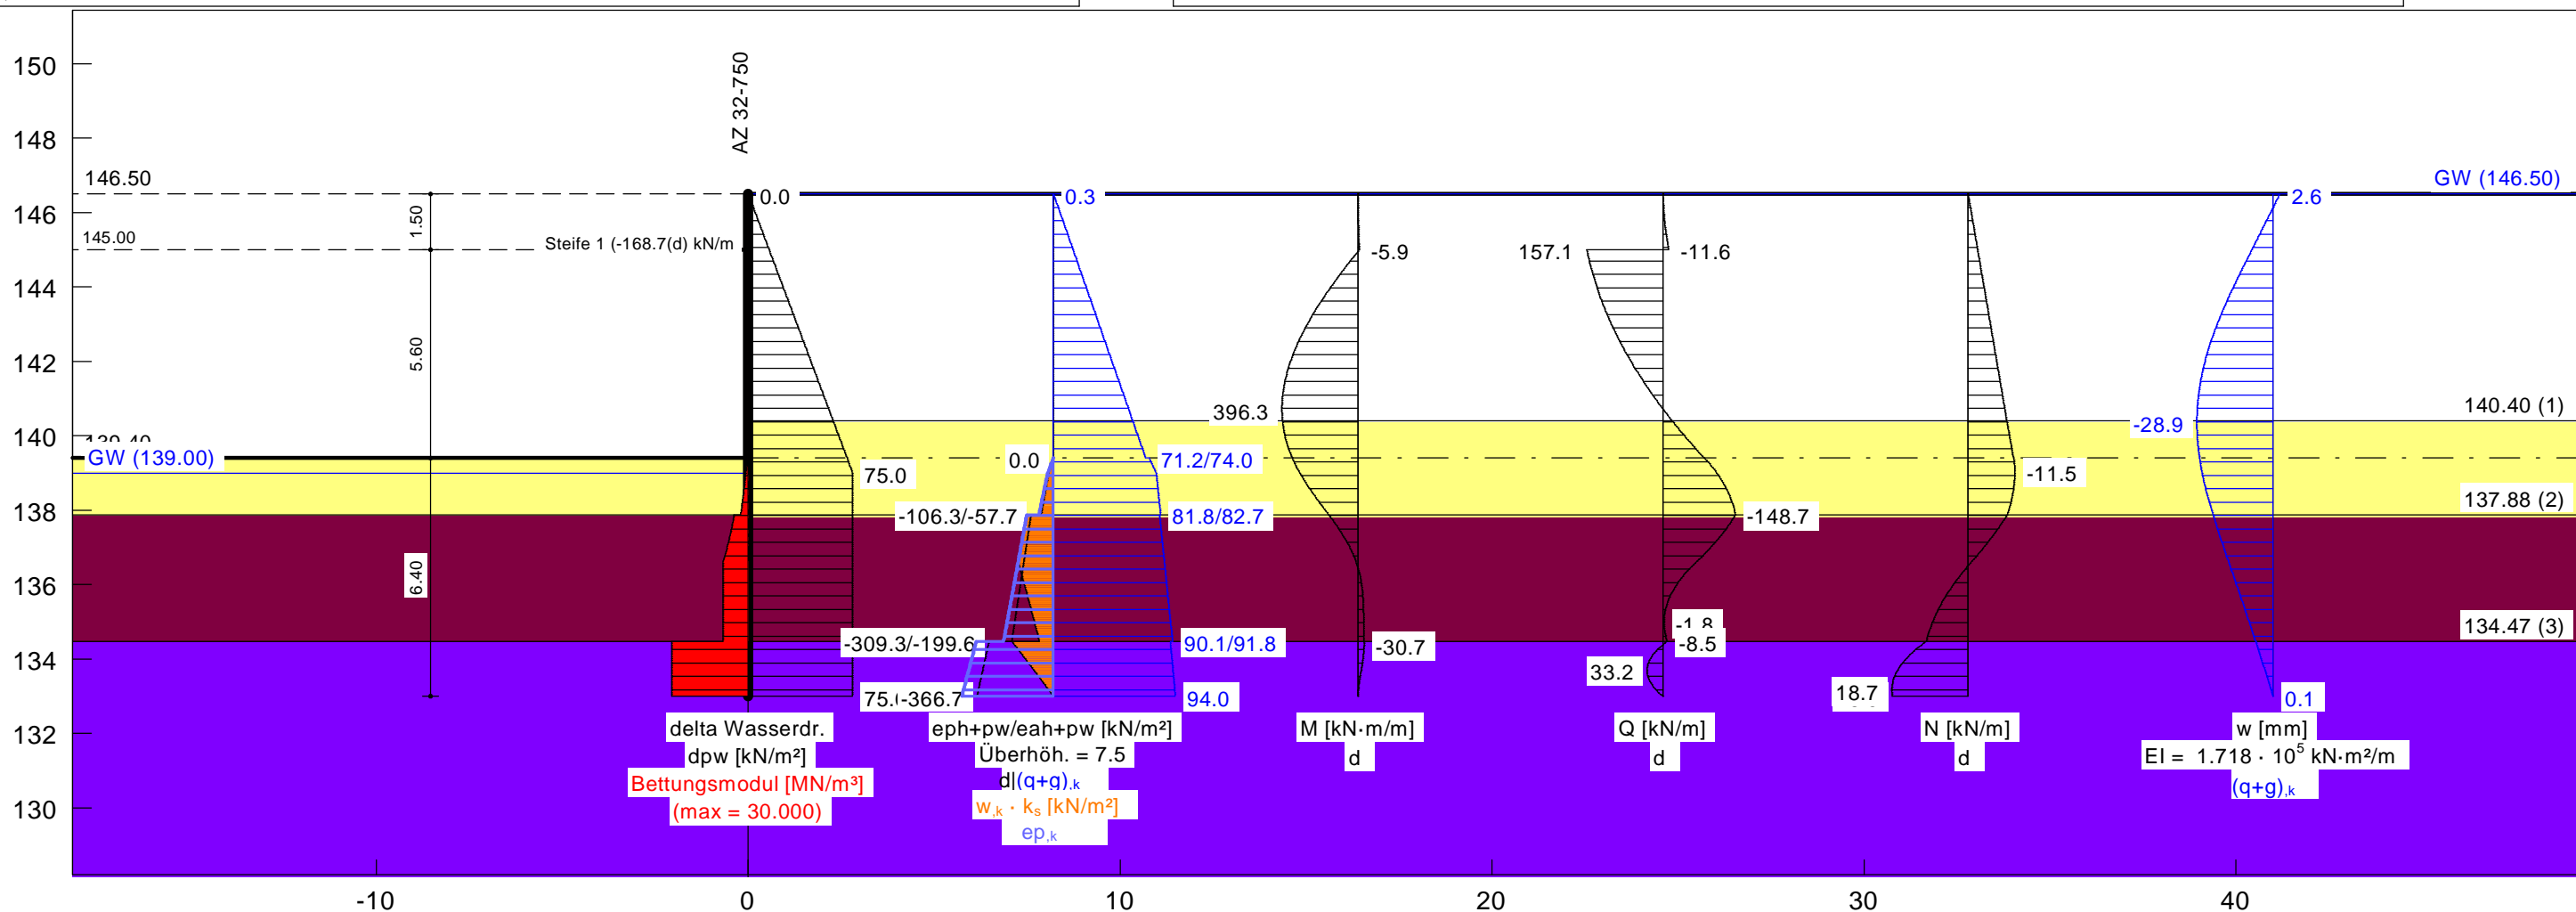 150
AZ 32-750
148
146.50
GW (146.50)
0.0
0.3
2.6
146
1.50
145.00
Steife 1 (-168.7(d) kN/m
-5.9
157.1
-11.6
144
5.60
142
396.3
140.40 (1)
-28.9
140
139.40
GW (139.00)
0.0
71.2/74.0
75.0
-11.5
138
137.88 (2)
-106.3/-57.7
81.8/82.7
-148.7
136
6.40
134.47 (3)
-1.8
-309.3/-199.6
90.1/91.8
-30.7
-8.5
134
33.2
75.0
-366.7
94.0
18.7
0.1
132
delta Wasserdr.
dpw [kN/m²]
Bettungsmodul [MN/m³]
(max = 30.000)
eph+pw/eah+pw [kN/m²]
Überhöh. = 7.5
d|(q+g),k
w,k · ks [kN/m²]
ep,k
M [kN·m/m]
d
Q [kN/m]
d
N [kN/m]
d
w [mm]
EI = 1.718 · 10⁵ kN·m²/m
(q+g),k
130
-10
0
10
20
30
40